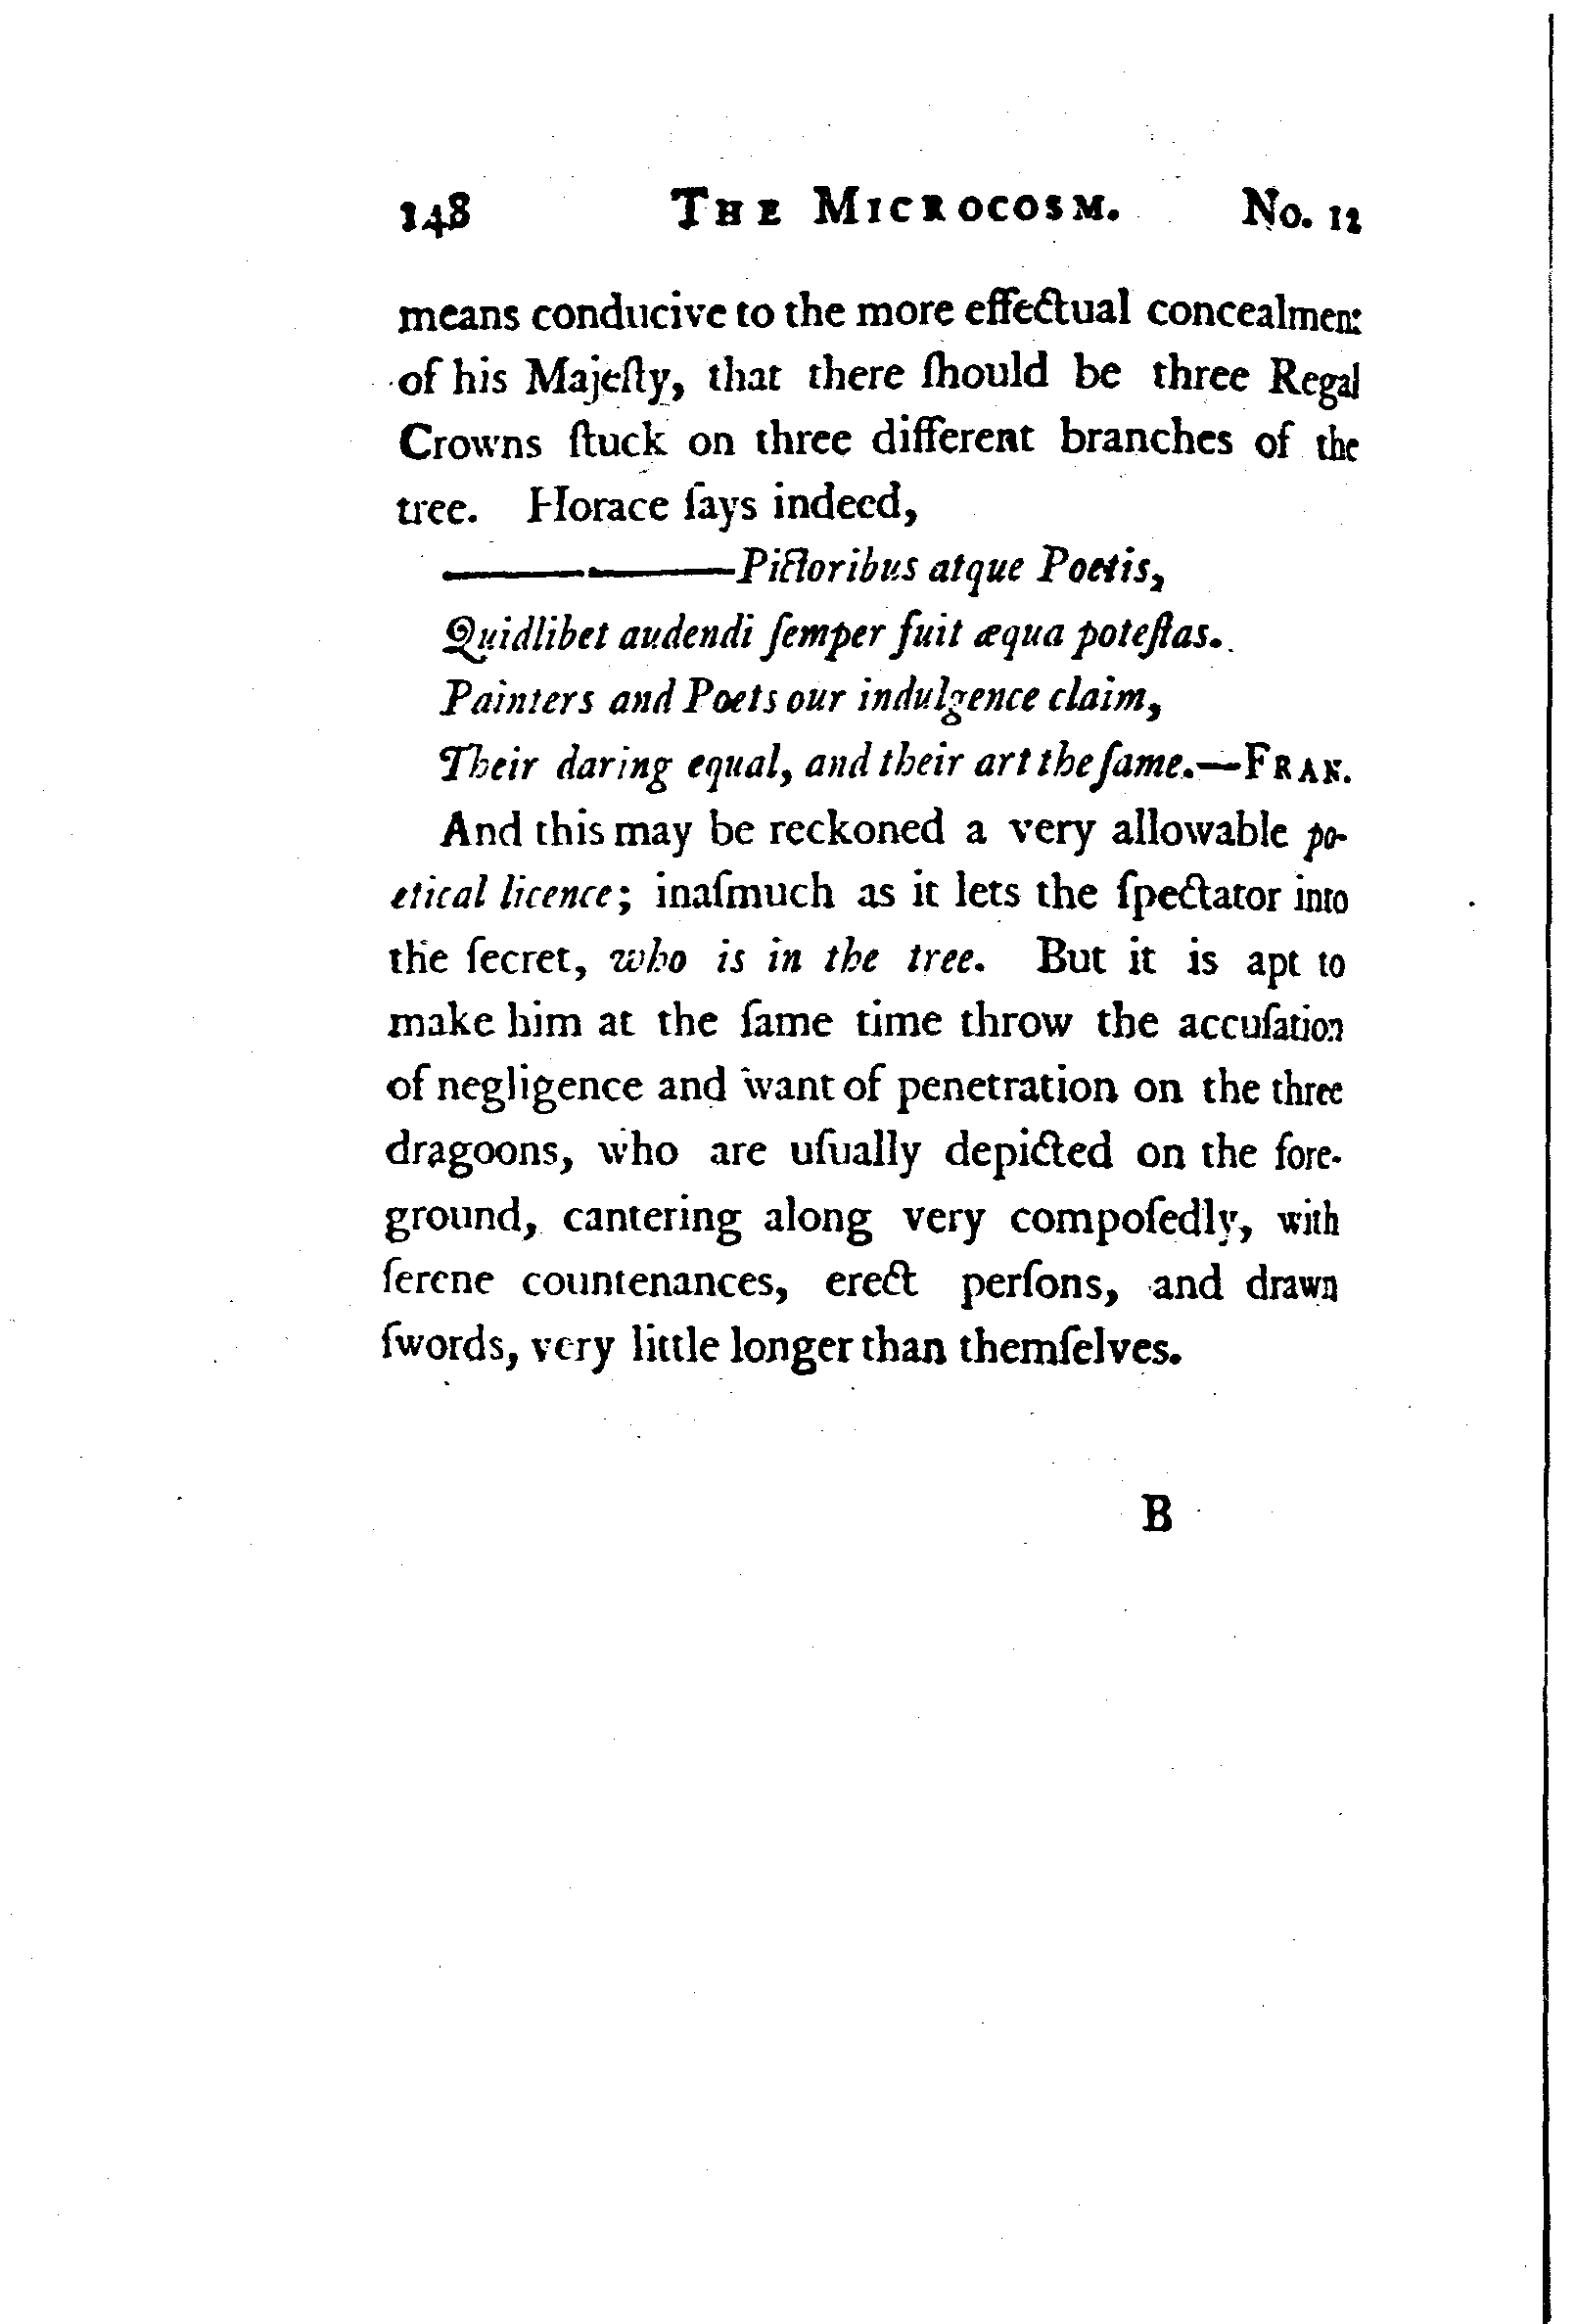 148 THE MICROCOSM. No. 12
means conducive to the more effectual concealment
of his Majeſty, that there ſhould be three Regal
Crowns ſtuck on three different branches of the
tree. Horace ſays indeed,
———— ————Pictoribus atque Poetis,
Quidlibet audendi ſemper fuit æqua poteſtas.
Painters and Poets our indulgence claim,
Their daring equal, and their art the ſame.—FRAN.
And this may be reckoned a very allowable po-
etical licence; inaſmuch as it lets the ſpectator into
the ſecret, who is in the tree. But it is apt to
make him at the ſame time throw the accuſation
of negligence and want of penetration on the three
dragoons, who are uſually depicted on the fore-
ground, cantering along very compoſedly, with
ſerene countenances, erect perſons, and drawn
ſwords, very little longer than themſelves.
B